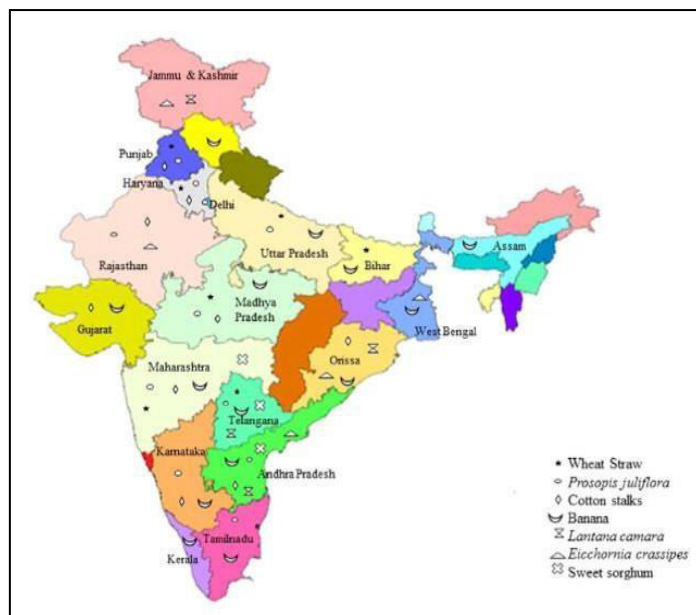 Jammu & Kashmir
Punjab
Haryana
Delhi
Uttar Pradesh
Rajasthan
Bihar
Assam
Gujarat
Madhya
Pradesh
West Bengal
Orissa
Maharashtra
Telangana
Karnataka
Andhra Pradesh
Tamilnadu
Kerala
Wheat Straw
Prosopis juliflora
Cotton stalks
Banana
Lantana camara
Eicchornia crassipes
Sweet sorghum